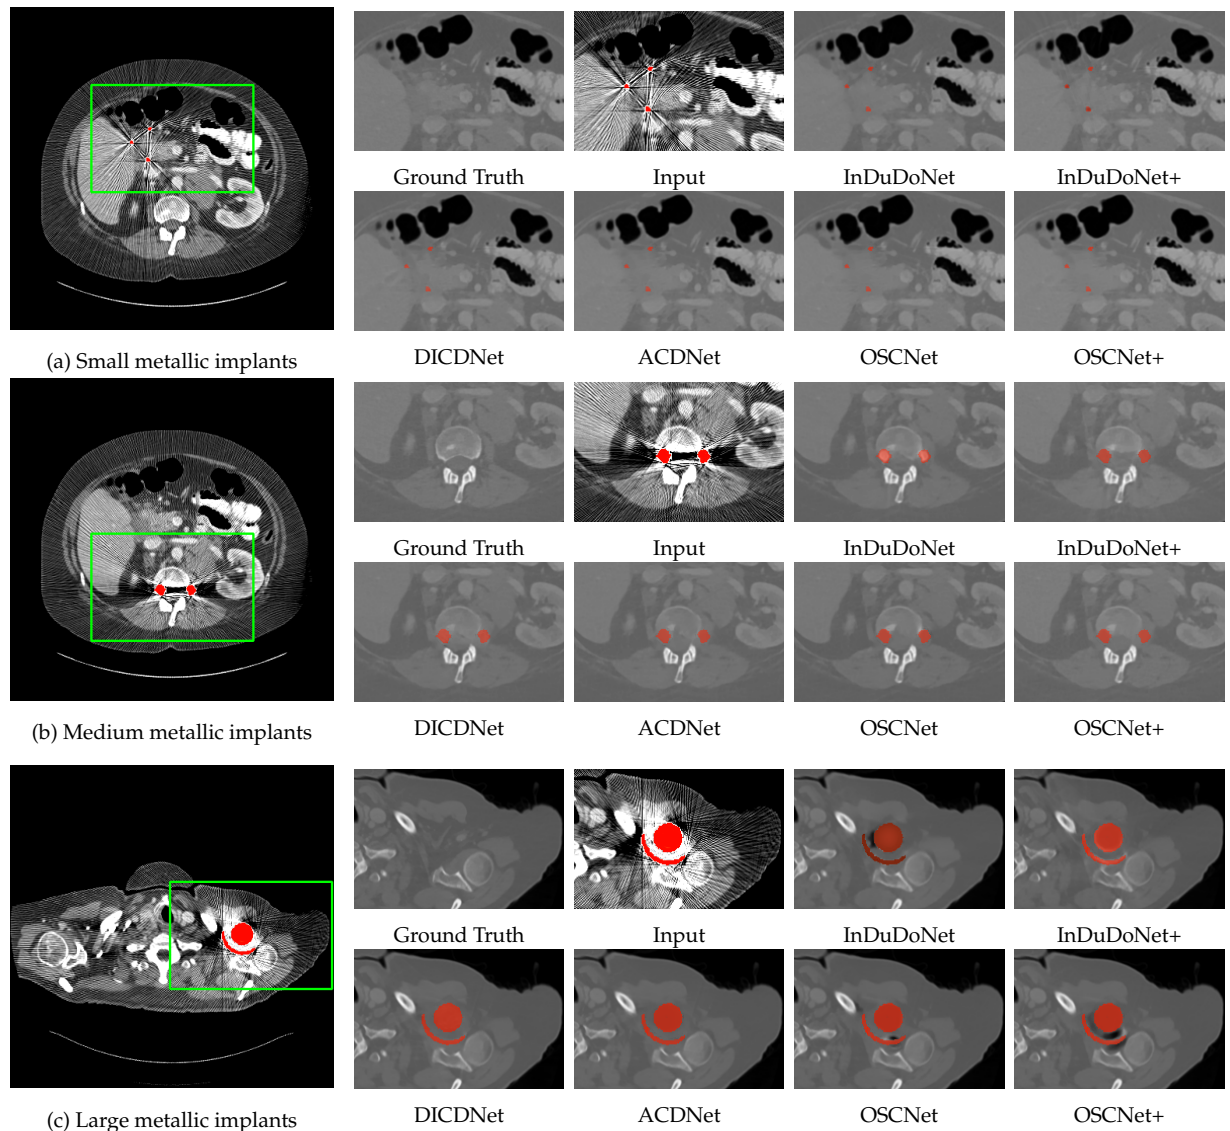 Ground Truth Input InDuDoNet InDuDoNet+
DICDNet ACDNet OSCNet OSCNet+
(a) Small metallic implants
Ground Truth Input InDuDoNet InDuDoNet+
DICDNet ACDNet OSCNet OSCNet+
(b) Medium metallic implants
Ground Truth Input InDuDoNet InDuDoNet+
DICDNet ACDNet OSCNet OSCNet+
(c) Large metallic implants